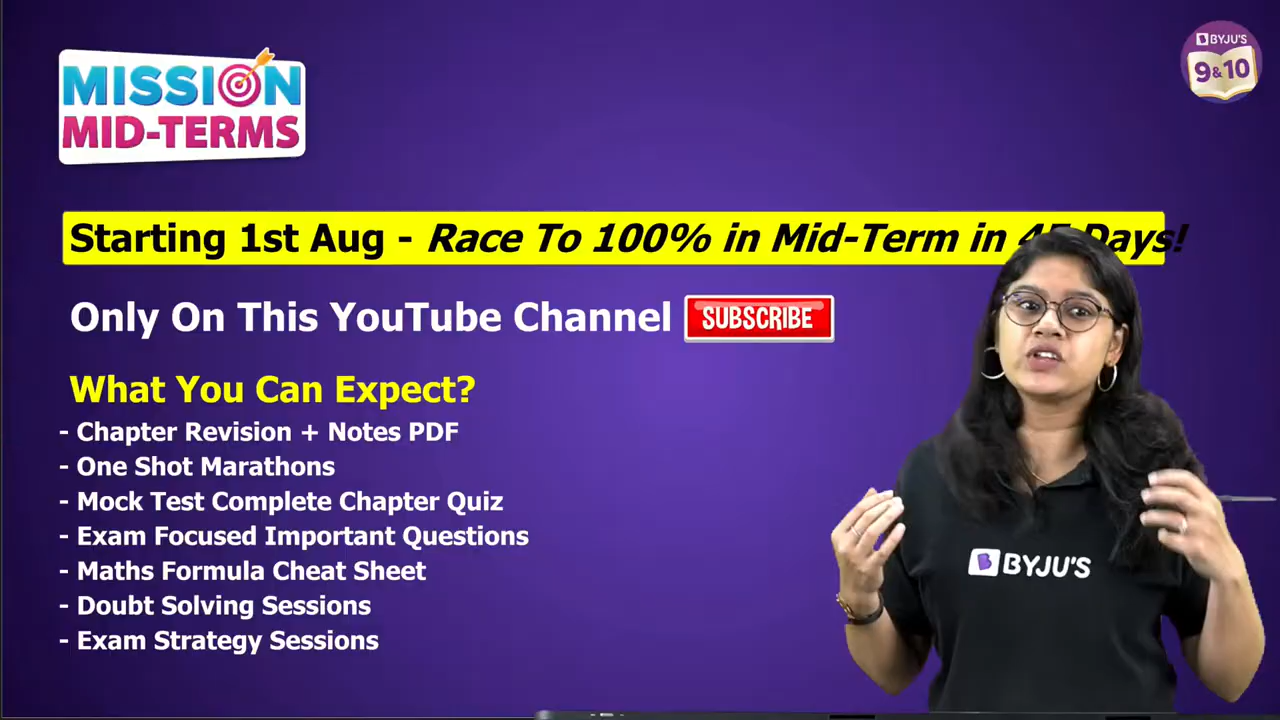 MISSION
MID-TERMS
BYJU'S
9&10
Starting 1st Aug - Race To 100% in Mid-Term in Days!
Only On This YouTube Channel SUBSCRIBE
What You Can Expect?
- Chapter Revision + Notes PDF
- One Shot Marathons
- Mock Test Complete Chapter Quiz
- Exam Focused Important Questions
- Maths Formula Cheat Sheet
- Doubt Solving Sessions
- Exam Strategy Sessions
BYJU'S